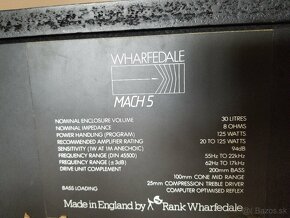 WHARFEDALE
MACH 5
NOMINAL ENCLOSURE VOLUME 30 LITRES
NOMINAL IMPEDANCE 8 OHMS
POWER HANDLING (PROGRAM) 125 WATTS
RECOMMENDED AMPLIFIER RATING 20 TO 125 WATTS
SENSITIVITY (1W AT 1M ANECHOIC) 94dB
FREQUENCY RANGE (DIN 45500) 55Hz TO 22kHz
FREQUENCY RANGE (±3dB) 62Hz TO 17kHz
DRIVE UNIT COMPLEMENT 200mm BASS
100mm CONE MID RANGE
25mm COMPRESSION TREBLE DRIVER
BASS LOADING COMPUTER OPTIMISED REFLEX
Made in England by Rank Wharfedale
Bazos.sk